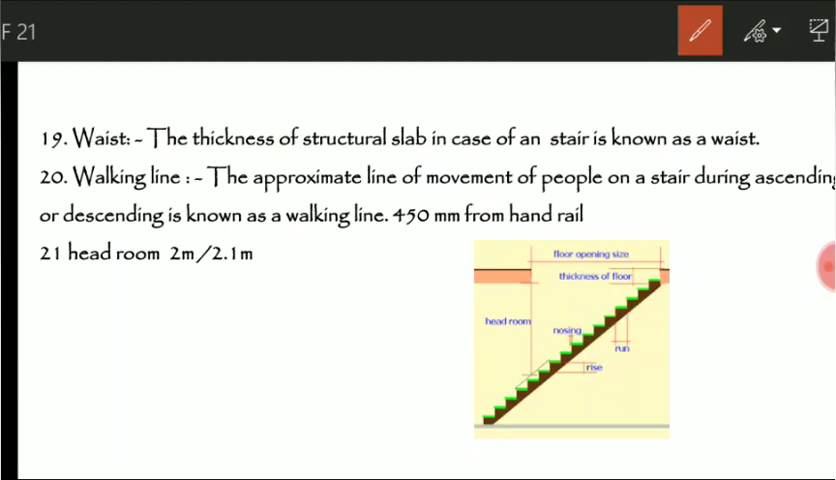 F 21
19. Waist: - The thickness of structural slab in case of an stair is known as a waist.
20. Walking line : - The approximate line of movement of people on a stair during ascending
or descending is known as a walking line. 450 mm from hand rail
21 head room 2m/2.1m
floor opening size
thickness of floor
head room
nosing
run
rise